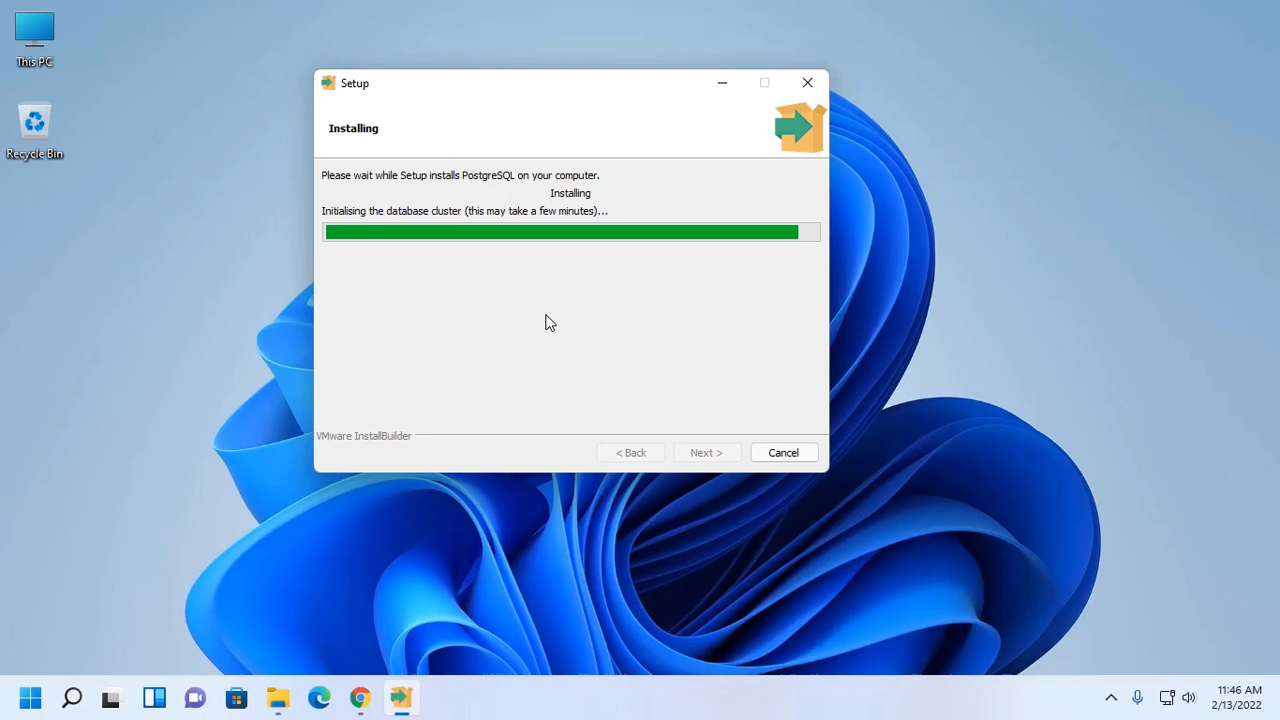 This PC
Recycle Bin
Setup
Installing
Please wait while Setup installs PostgreSQL on your computer.
Installing
Initialising the database cluster (this may take a few minutes)...
VMware InstallBuilder
< Back
Next >
Cancel
11:46 AM
2/13/2022